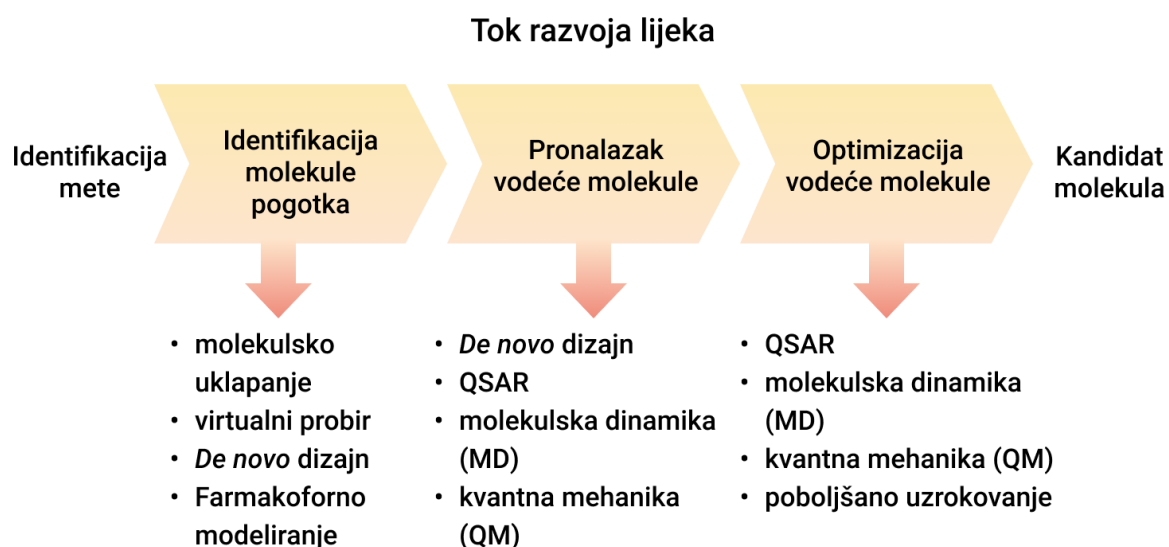 Tok razvoja lijeka
Identifikacija
mete
Identifikacija
molekule
pogotka
Pronalazak
vodeće molekule
Optimizacija
vodeće molekule
Kandidat
molekula
• molekulsko
uklapanje
• virtualni probir
• De novo dizajn
• Farmakoforno
modeliranje
• De novo dizajn
• QSAR
• molekulska dinamika
(MD)
• kvantna mehanika
(QM)
• QSAR
• molekulska dinamika
(MD)
• kvantna mehanika (QM)
• poboljšano uzrokovanje